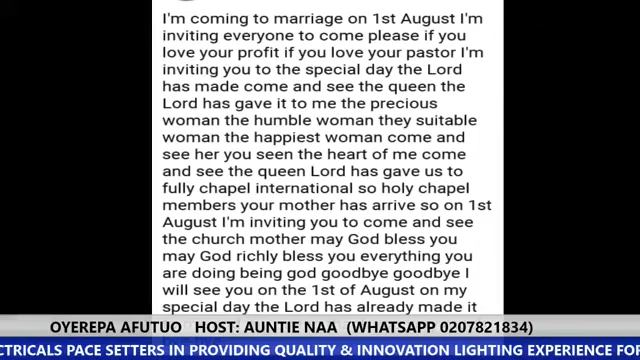 I'm coming to marriage on 1st August I'm
inviting everyone to come please if you
love your profit if you love your pastor I'm
inviting you to the special day the Lord
has made come and see the queen the
Lord has gave it to me the precious
woman the humble woman they suitable
woman the happiest woman come and
see her you seen the heart of me come
and see the queen Lord has gave us to
fully chapel international so holy chapel
members your mother has arrive so on 1st
August I'm inviting you to come and see
the church mother may God bless you
may God richly bless you everything you
are doing being god goodbye goodbye I
will see you on the 1st of August on my
special day the Lord has already made it
OYEREPA AFUTUO HOST: AUNTIE NAA (WHATSAPP 0207821834)
CTRICALS PACE SETTERS IN PROVIDING QUALITY & INNOVATION LIGHTING EXPERIENCE FO